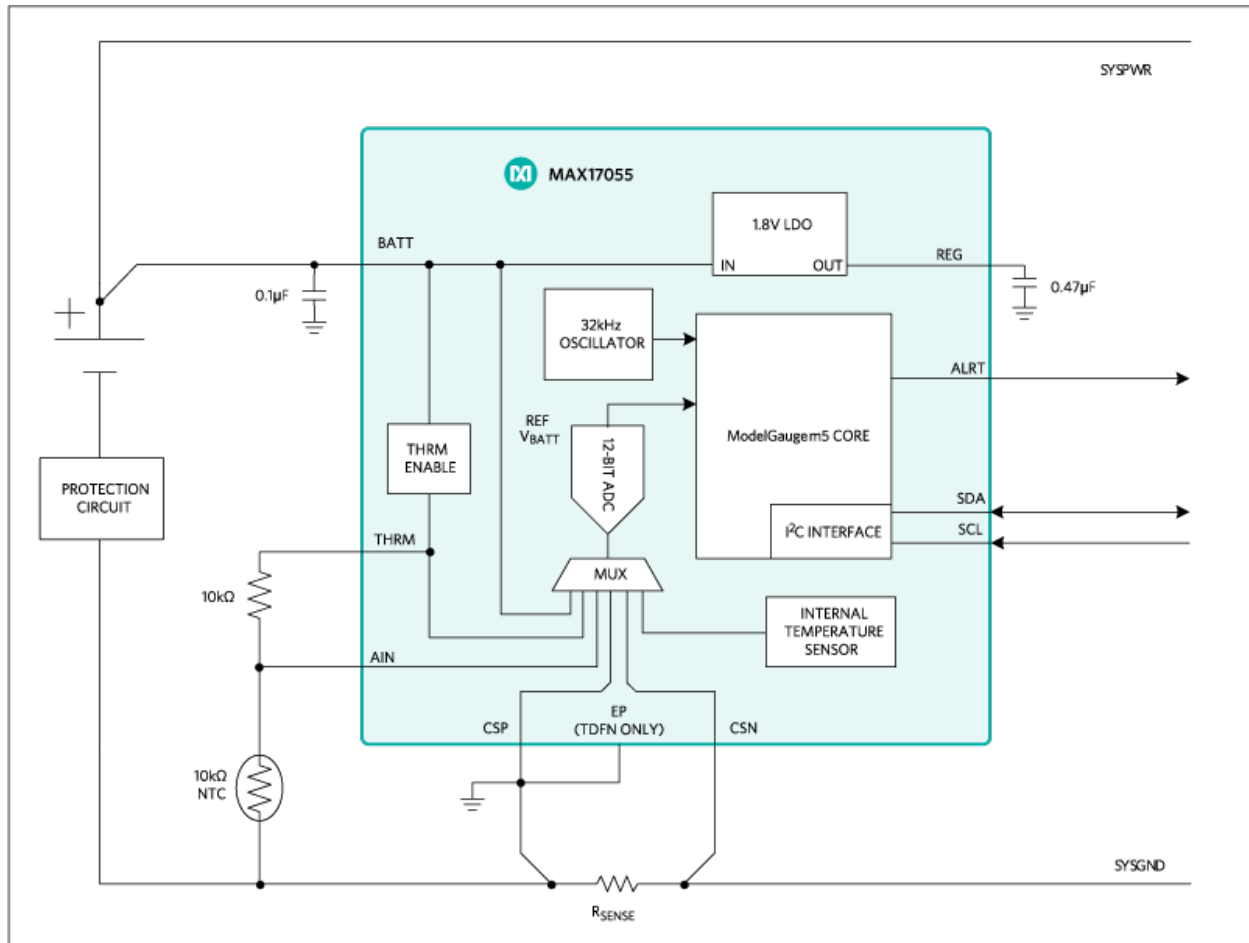 SYSPWR
MAX17055
1.8V LDO
IN
OUT
BATT
REG
0.1µF
0.47µF
+
32kHz
OSCILLATOR
ALRT
REF
V_BATT
12-BIT ADC
ModelGaugem5 CORE
THRM
ENABLE
PROTECTION
CIRCUIT
SDA
I²C INTERFACE
SCL
THRM
MUX
10kΩ
INTERNAL
TEMPERATURE
SENSOR
AIN
EP
(TDFN ONLY)
CSP
CSN
10kΩ
NTC
SYSGND
R_SENSE